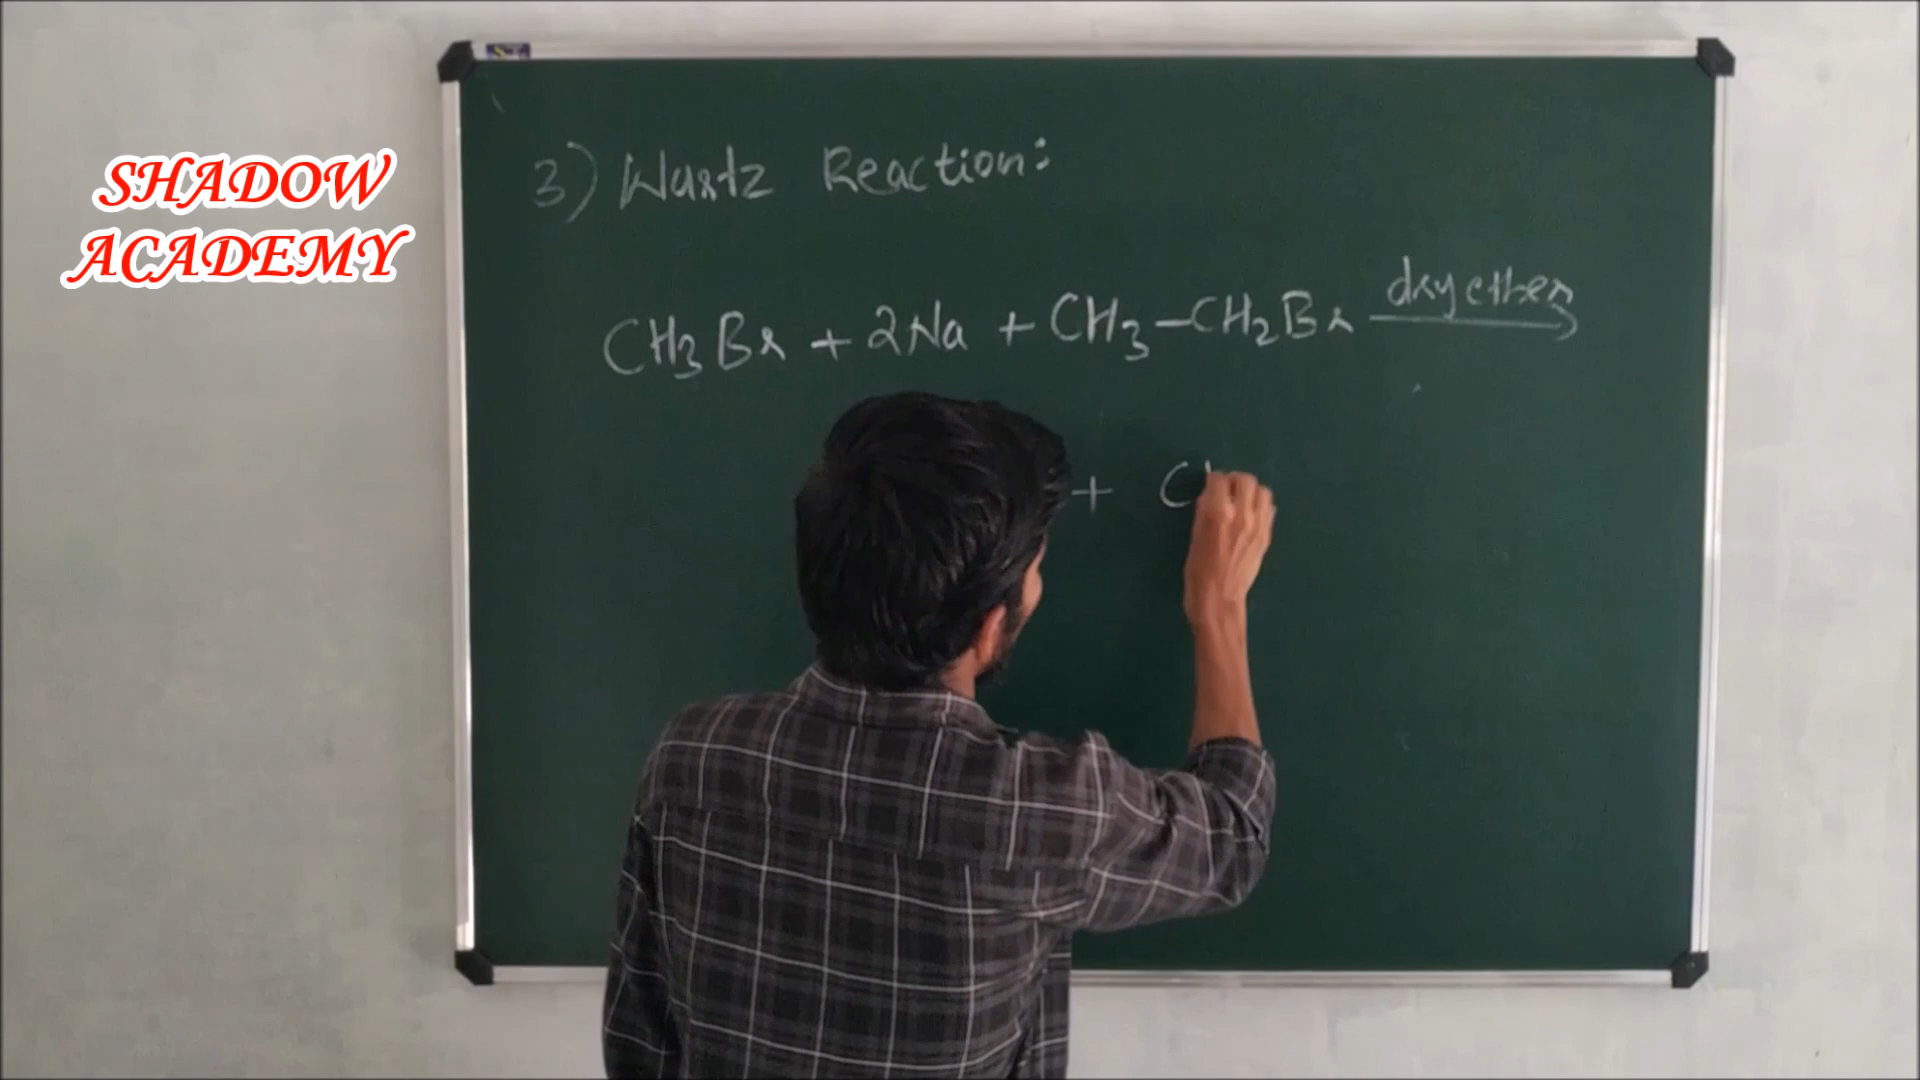 SHADOW
ACADEMY
3) Wurtz Reaction:
CH3Br + 2Na + CH3-CH2Br dry ether
+ C